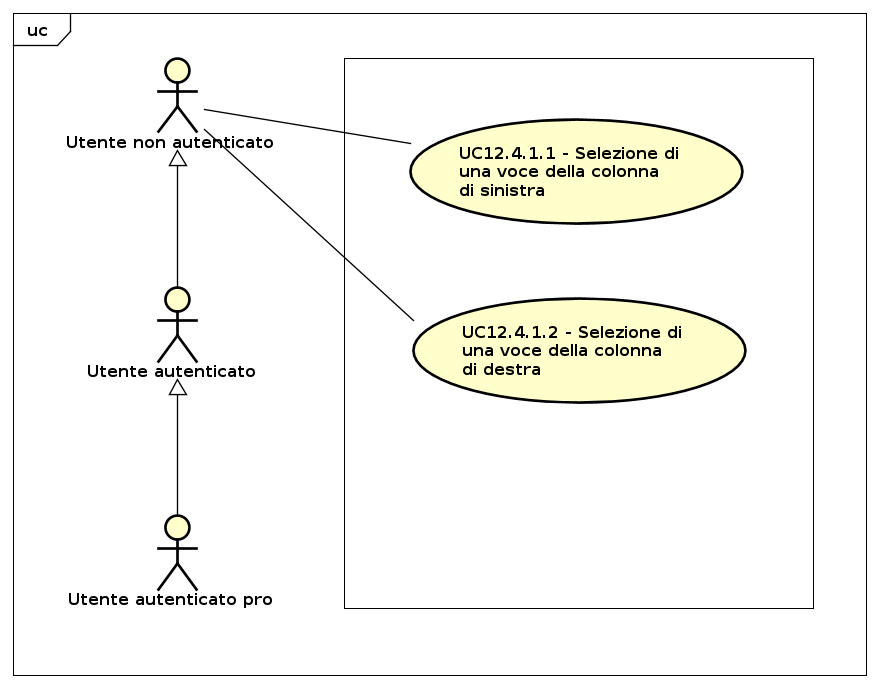 uc
Utente non autenticato
UC12.4.1.1 - Selezione di
una voce della colonna
di sinistra
UC12.4.1.2 - Selezione di
una voce della colonna
di destra
Utente autenticato
Utente autenticato pro